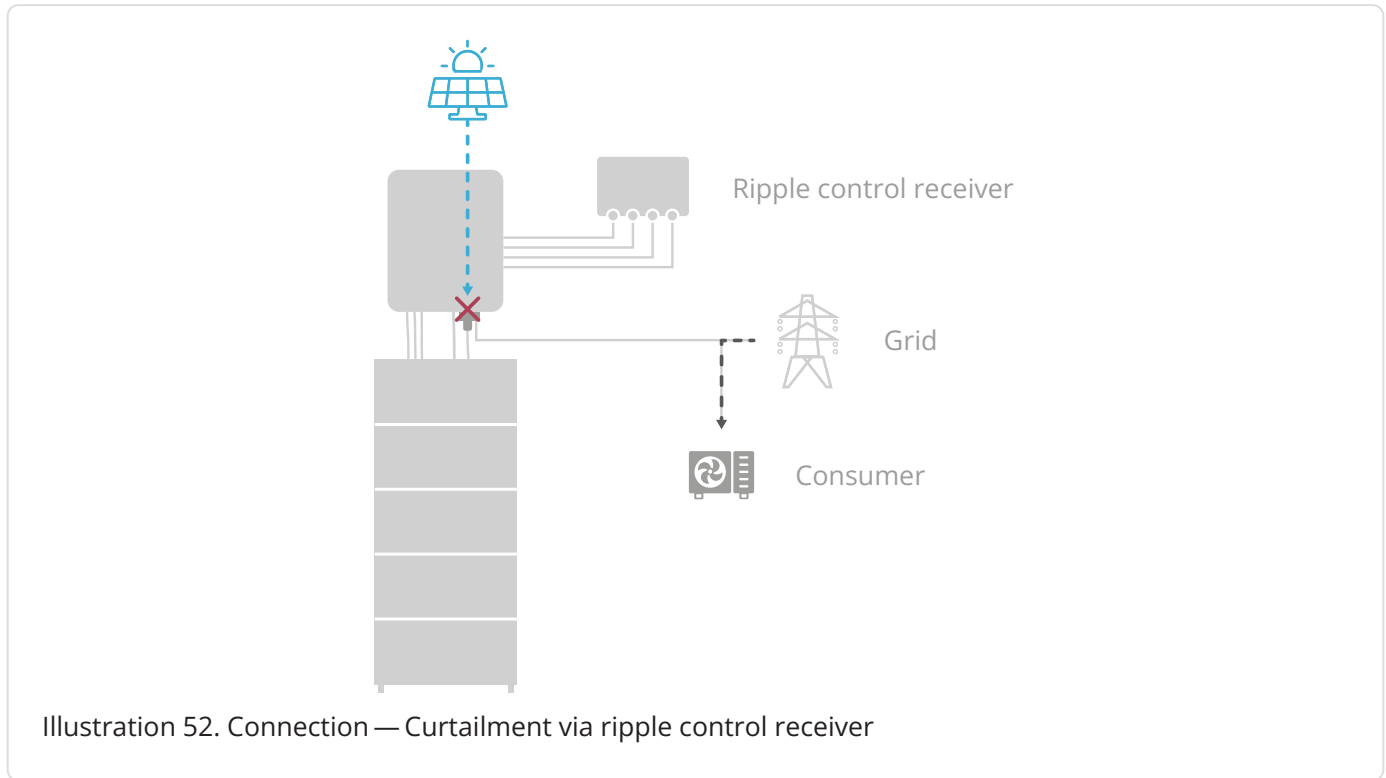 Ripple control receiver
Grid
Consumer
Illustration 52. Connection — Curtailment via ripple control receiver